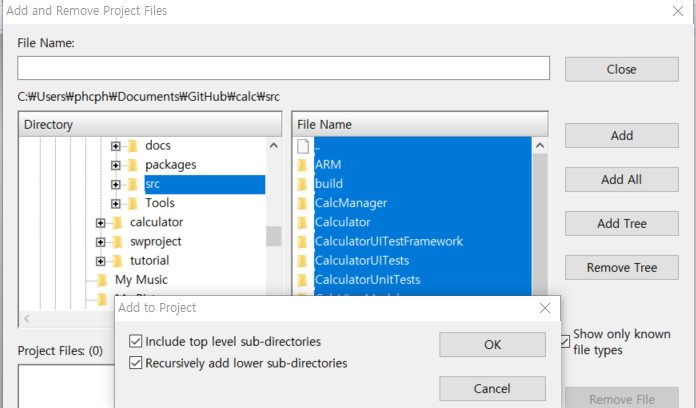 Add and Remove Project Files
File Name:
Close
C:₩Users₩phcph₩Documents₩GitHub₩calc₩src
Directory
File Name
docs
packages
src
Tools
calculator
swproject
tutorial
My Music
..
ARM
build
CalcManager
Calculator
CalculatorUITestFramework
CalculatorUITests
CalculatorUnitTests
Add
Add All
Add Tree
Remove Tree
Show only known
file types
Project Files: (0)
Remove File
Add to Project
Include top level sub-directories
Recursively add lower sub-directories
OK
Cancel